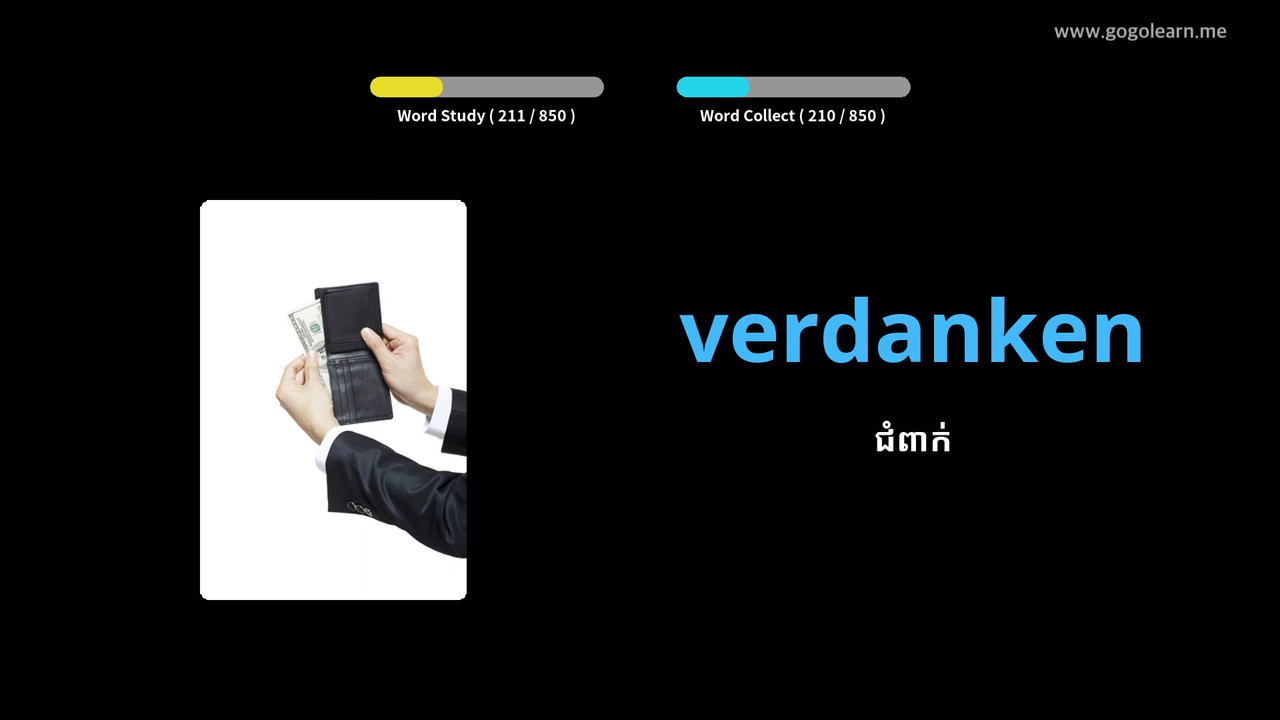 www.gogolearn.me
Word Study ( 211 / 850 )
Word Collect ( 210 / 850 )
verdanken
ជំពាក់